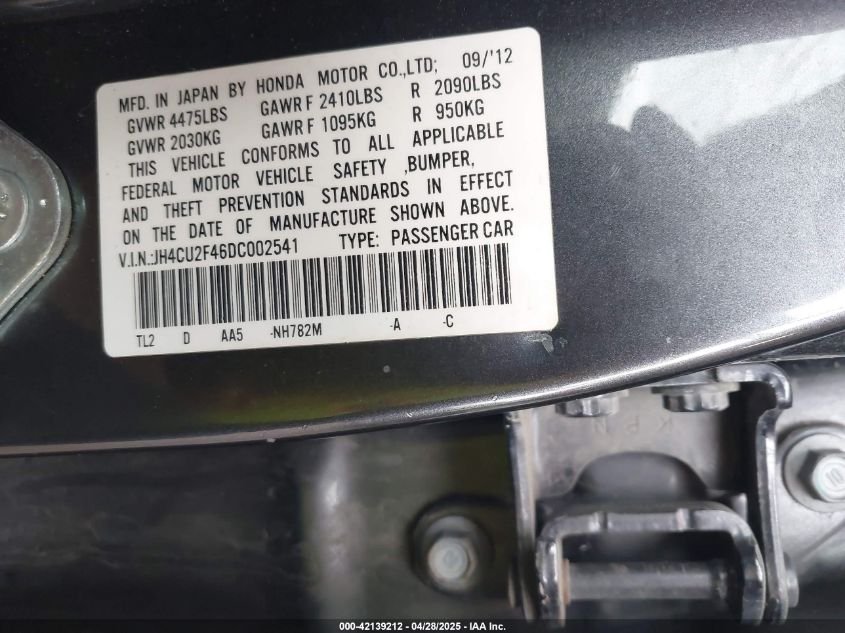 MFD. IN JAPAN BY HONDA MOTOR CO.,LTD; 09/'12
GVWR 4475LBS GAWR F 2410LBS R 2090LBS
GVWR 2030KG GAWR F 1095KG R 950KG
THIS VEHICLE CONFORMS TO ALL APPLICABLE
FEDERAL MOTOR VEHICLE SAFETY ,BUMPER,
AND THEFT PREVENTION STANDARDS IN EFFECT
ON THE DATE OF MANUFACTURE SHOWN ABOVE.
V.I.N.:JH4CU2F46DC002541 TYPE: PASSENGER CAR
TL2 D AA5 -NH782M -A -C
K P N
10
000-42139212 - 04/28/2025 - IAA Inc.